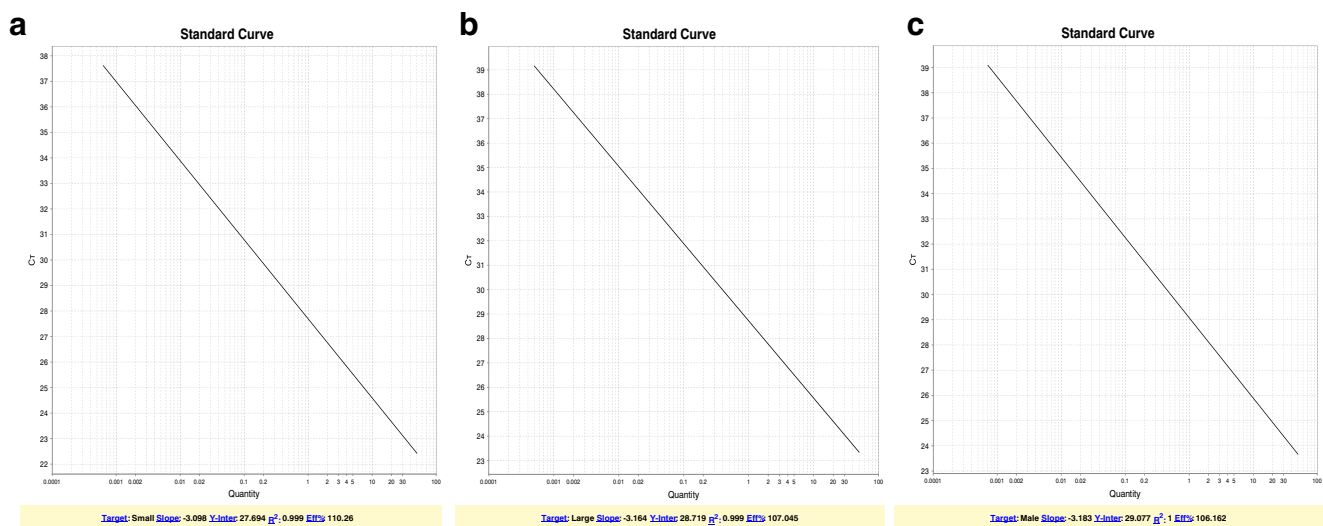 a
Standard Curve
38
37
36
35
34
33
32
31
30
29
28
27
26
25
24
23
22
CT
0.0001 0.001 0.002 0.01 0.02 0.1 0.2 1 2 3 4 5 10 20 30 100
Quantity
Target: Small Slope: -3.098 Y-Inter: 27.694 R²: 0.999 Eff%: 110.26
b
Standard Curve
39
38
37
36
35
34
33
32
31
30
29
28
27
26
25
24
23
CT
0.0001 0.001 0.002 0.01 0.02 0.1 0.2 1 2 3 4 5 10 20 30 100
Quantity
Target: Large Slope: -3.164 Y-Inter: 28.719 R²: 0.999 Eff%: 107.045
c
Standard Curve
39
38
37
36
35
34
33
32
31
30
29
28
27
26
25
24
23
CT
0.0001 0.001 0.002 0.01 0.02 0.1 0.2 1 2 3 4 5 10 20 30 100
Quantity
Target: Male Slope: -3.183 Y-Inter: 29.077 R²: 1 Eff%: 106.162